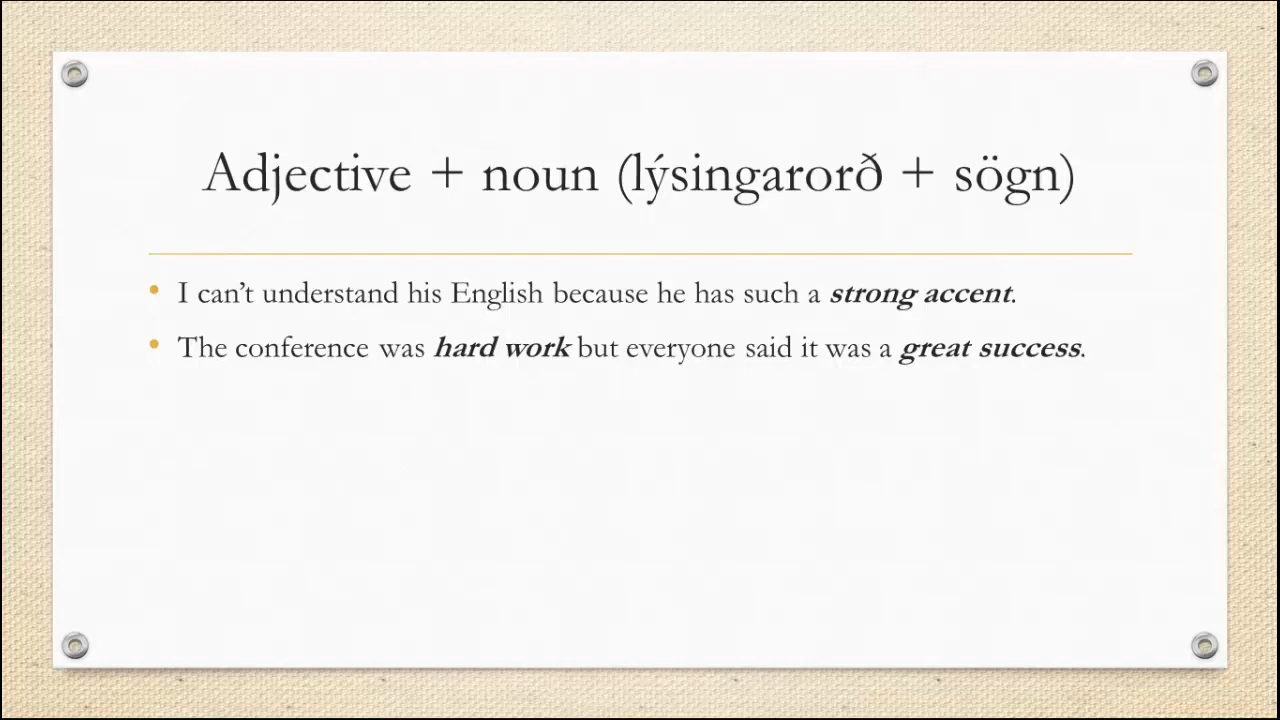 Adjective + noun (lýsingarorð + sögn)
• I can’t understand his English because he has such a strong accent.
• The conference was hard work but everyone said it was a great success.